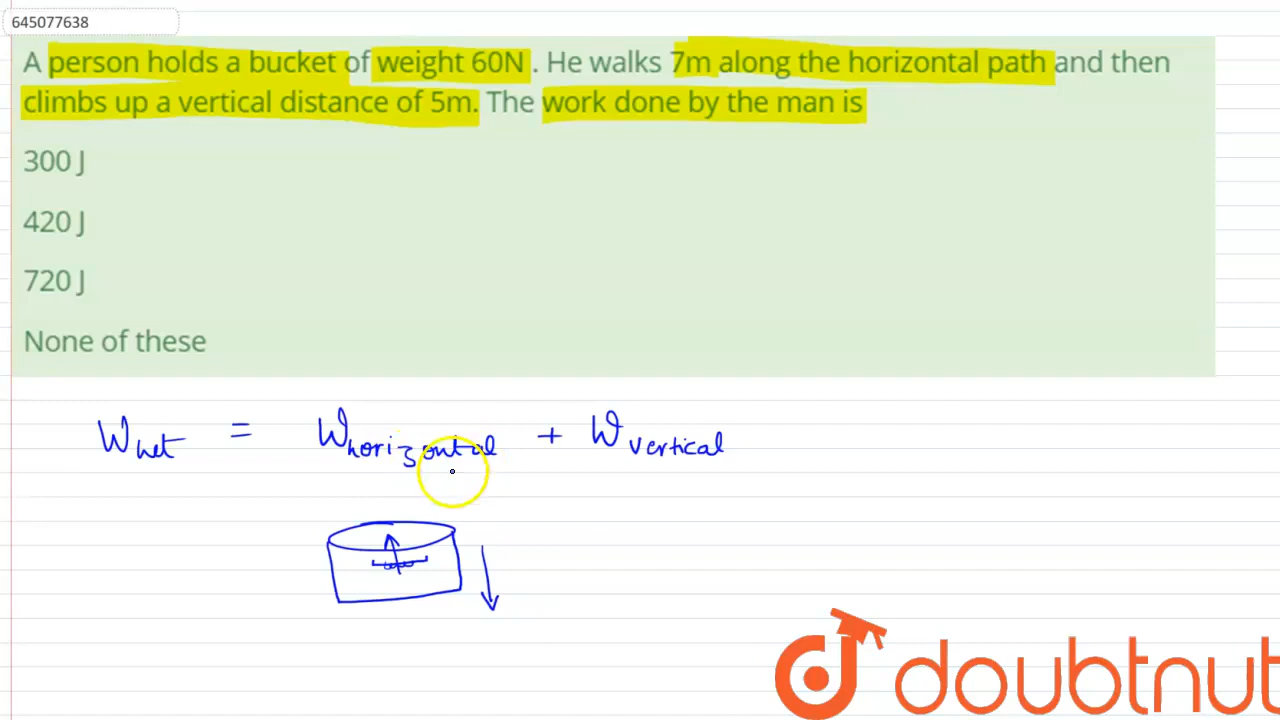 645077638
A person holds a bucket of weight 60N . He walks 7m along the horizontal path and then
climbs up a vertical distance of 5m. The work done by the man is
300 J
420 J
720 J
None of these
Wnet = Whorizontal + Wvertical
doubtnut